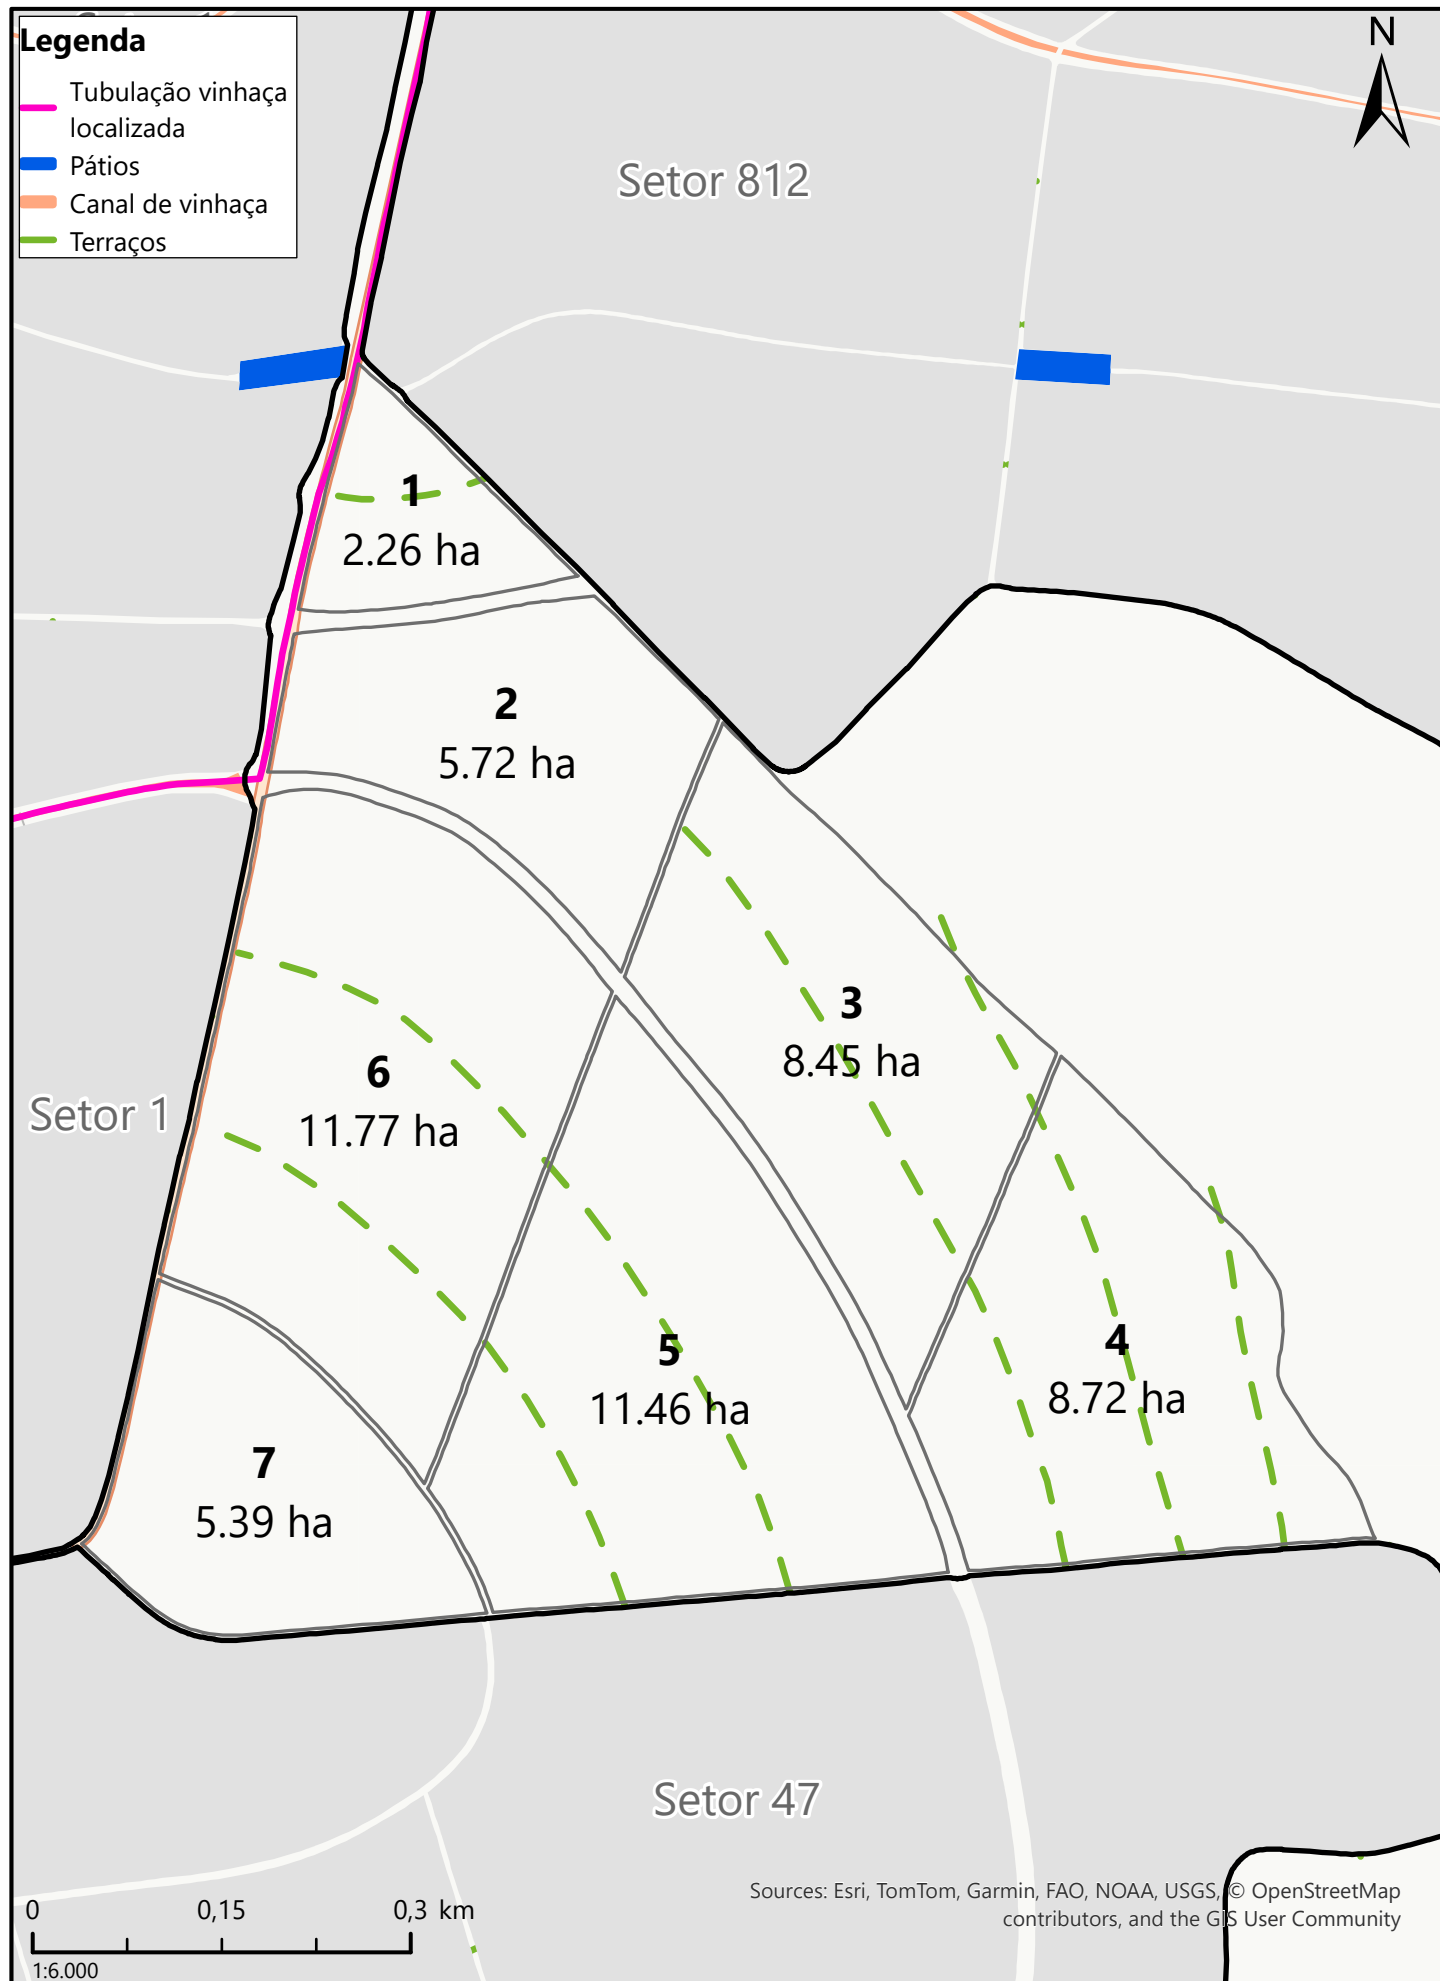 Legenda
Tubulação vinhaça
localizada
Pátios
Canal de vinhaça
Terraços
N
Setor 812
1
2.26 ha
2
5.72 ha
3
8.45 ha
6
11.77 ha
Setor 1
4
8.72 ha
5
11.46 ha
7
5.39 ha
Setor 47
Sources: Esri, TomTom, Garmin, FAO, NOAA, USGS, © OpenStreetMap
contributors, and the GIS User Community
0 0,15 0,3 km
1:6.000